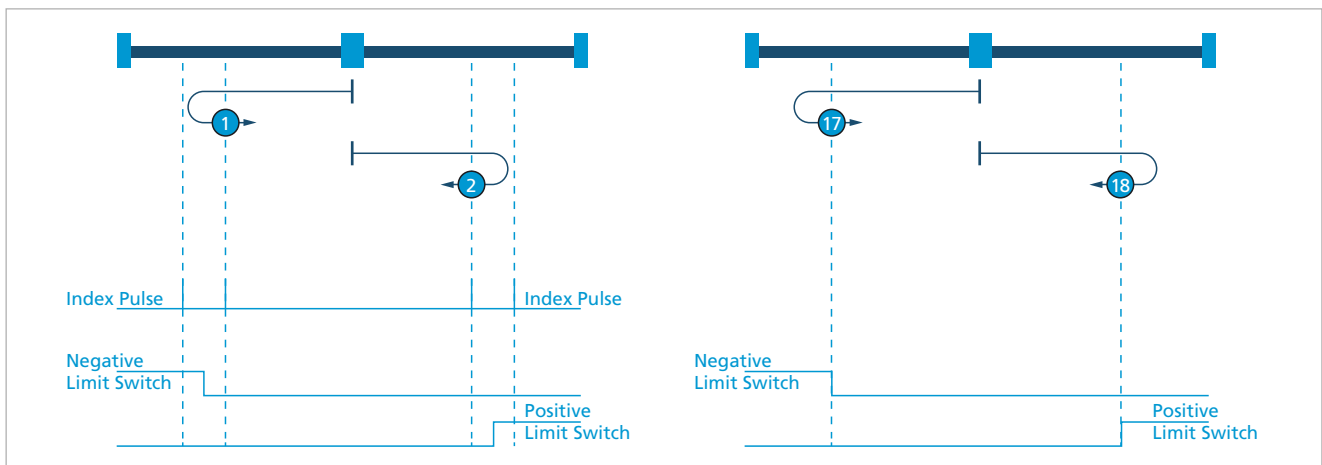 1
17
2
18
Index Pulse
Index Pulse
Negative
Limit Switch
Positive
Limit Switch
Negative
Limit Switch
Positive
Limit Switch